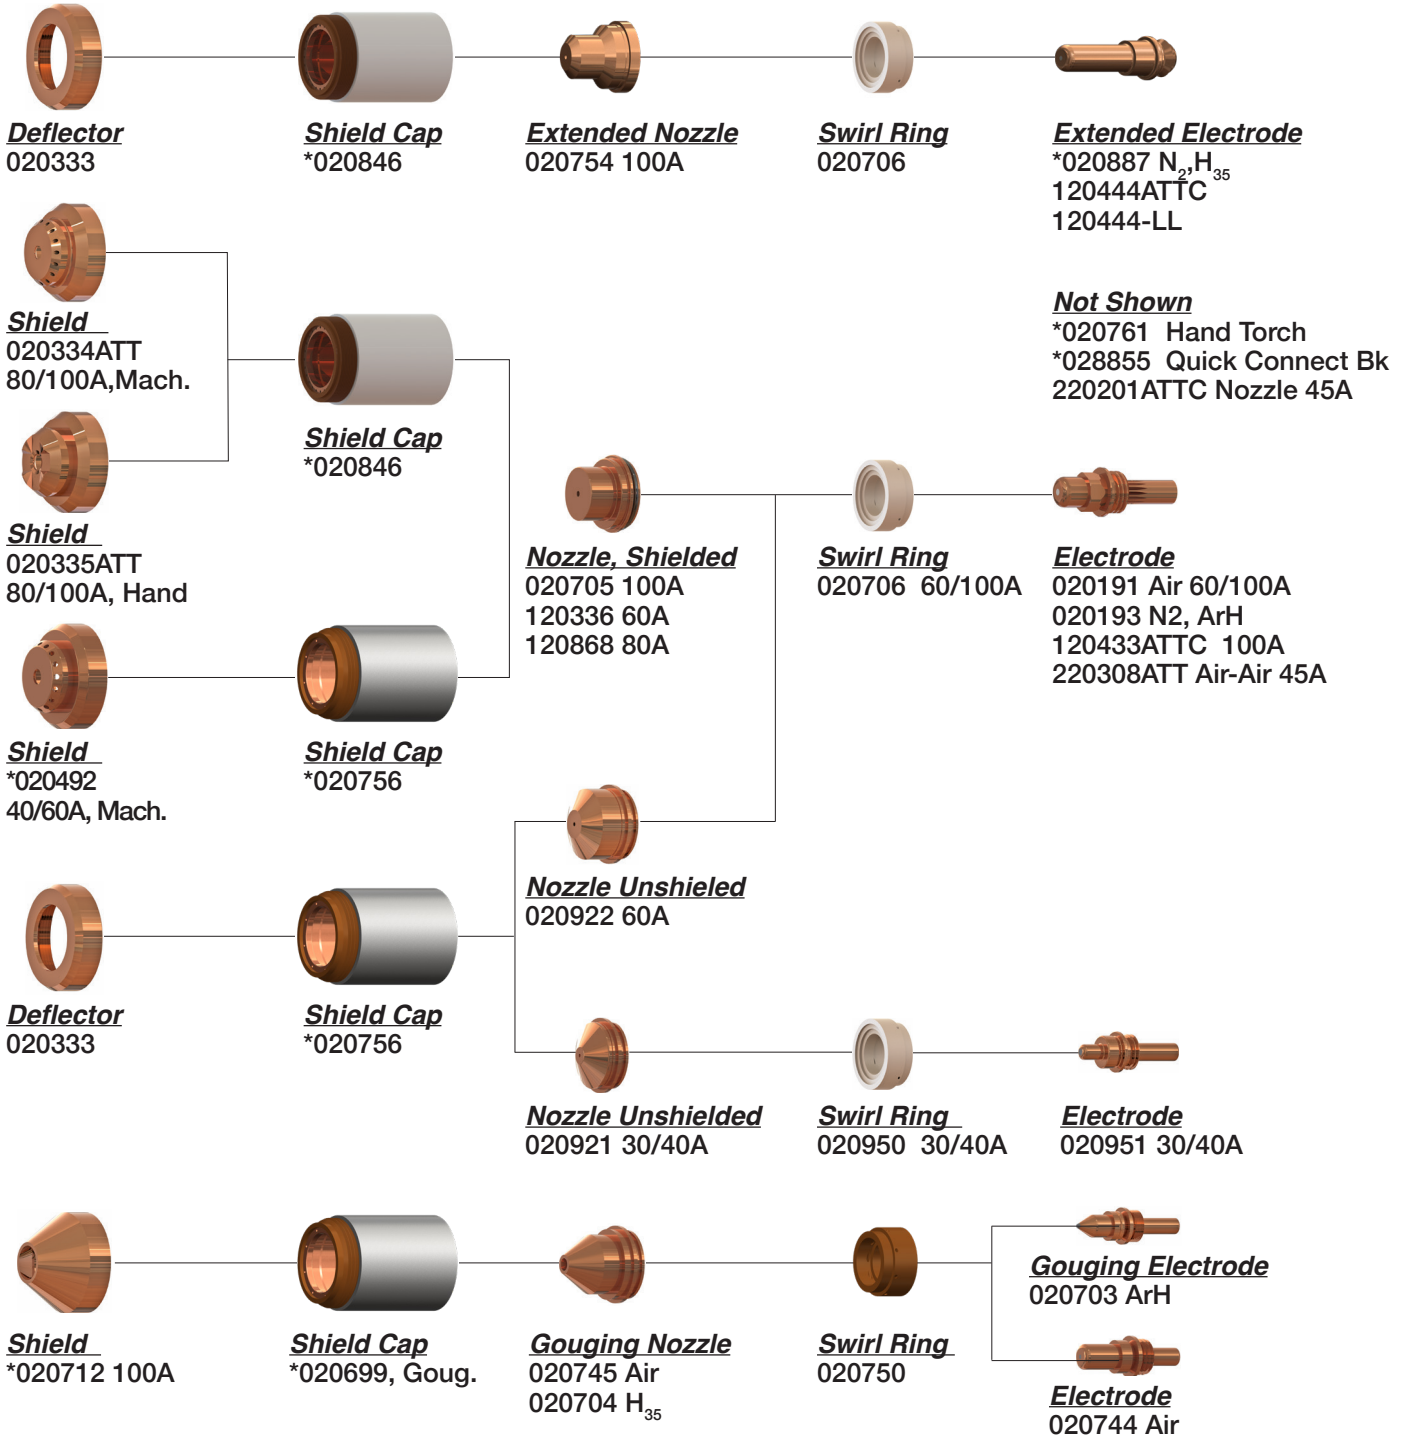 Deflector
020333
Shield Cap
*020846
Extended Nozzle
020754 100A
Swirl Ring
020706
Extended Electrode
*020887 N2,H35
120444ATTC
120444-LL
Not Shown
*020761 Hand Torch
*028855 Quick Connect Bk
220201ATTC Nozzle 45A
Shield
020334ATT
80/100A,Mach.
Shield Cap
*020846
Shield
020335ATT
80/100A, Hand
Nozzle, Shielded
020705 100A
120336 60A
120868 80A
Swirl Ring
020706 60/100A
Electrode
020191 Air 60/100A
020193 N2, ArH
120433ATTC 100A
220308ATT Air-Air 45A
Shield
*020492
40/60A, Mach.
Shield Cap
*020756
Nozzle Unshieled
020922 60A
Deflector
020333
Shield Cap
*020756
Nozzle Unshielded
020921 30/40A
Swirl Ring
020950 30/40A
Electrode
020951 30/40A
Shield
*020712 100A
Shield Cap
*020699, Goug.
Gouging Nozzle
020745 Air
020704 H35
Swirl Ring
020750
Gouging Electrode
020703 ArH
Electrode
020744 Air